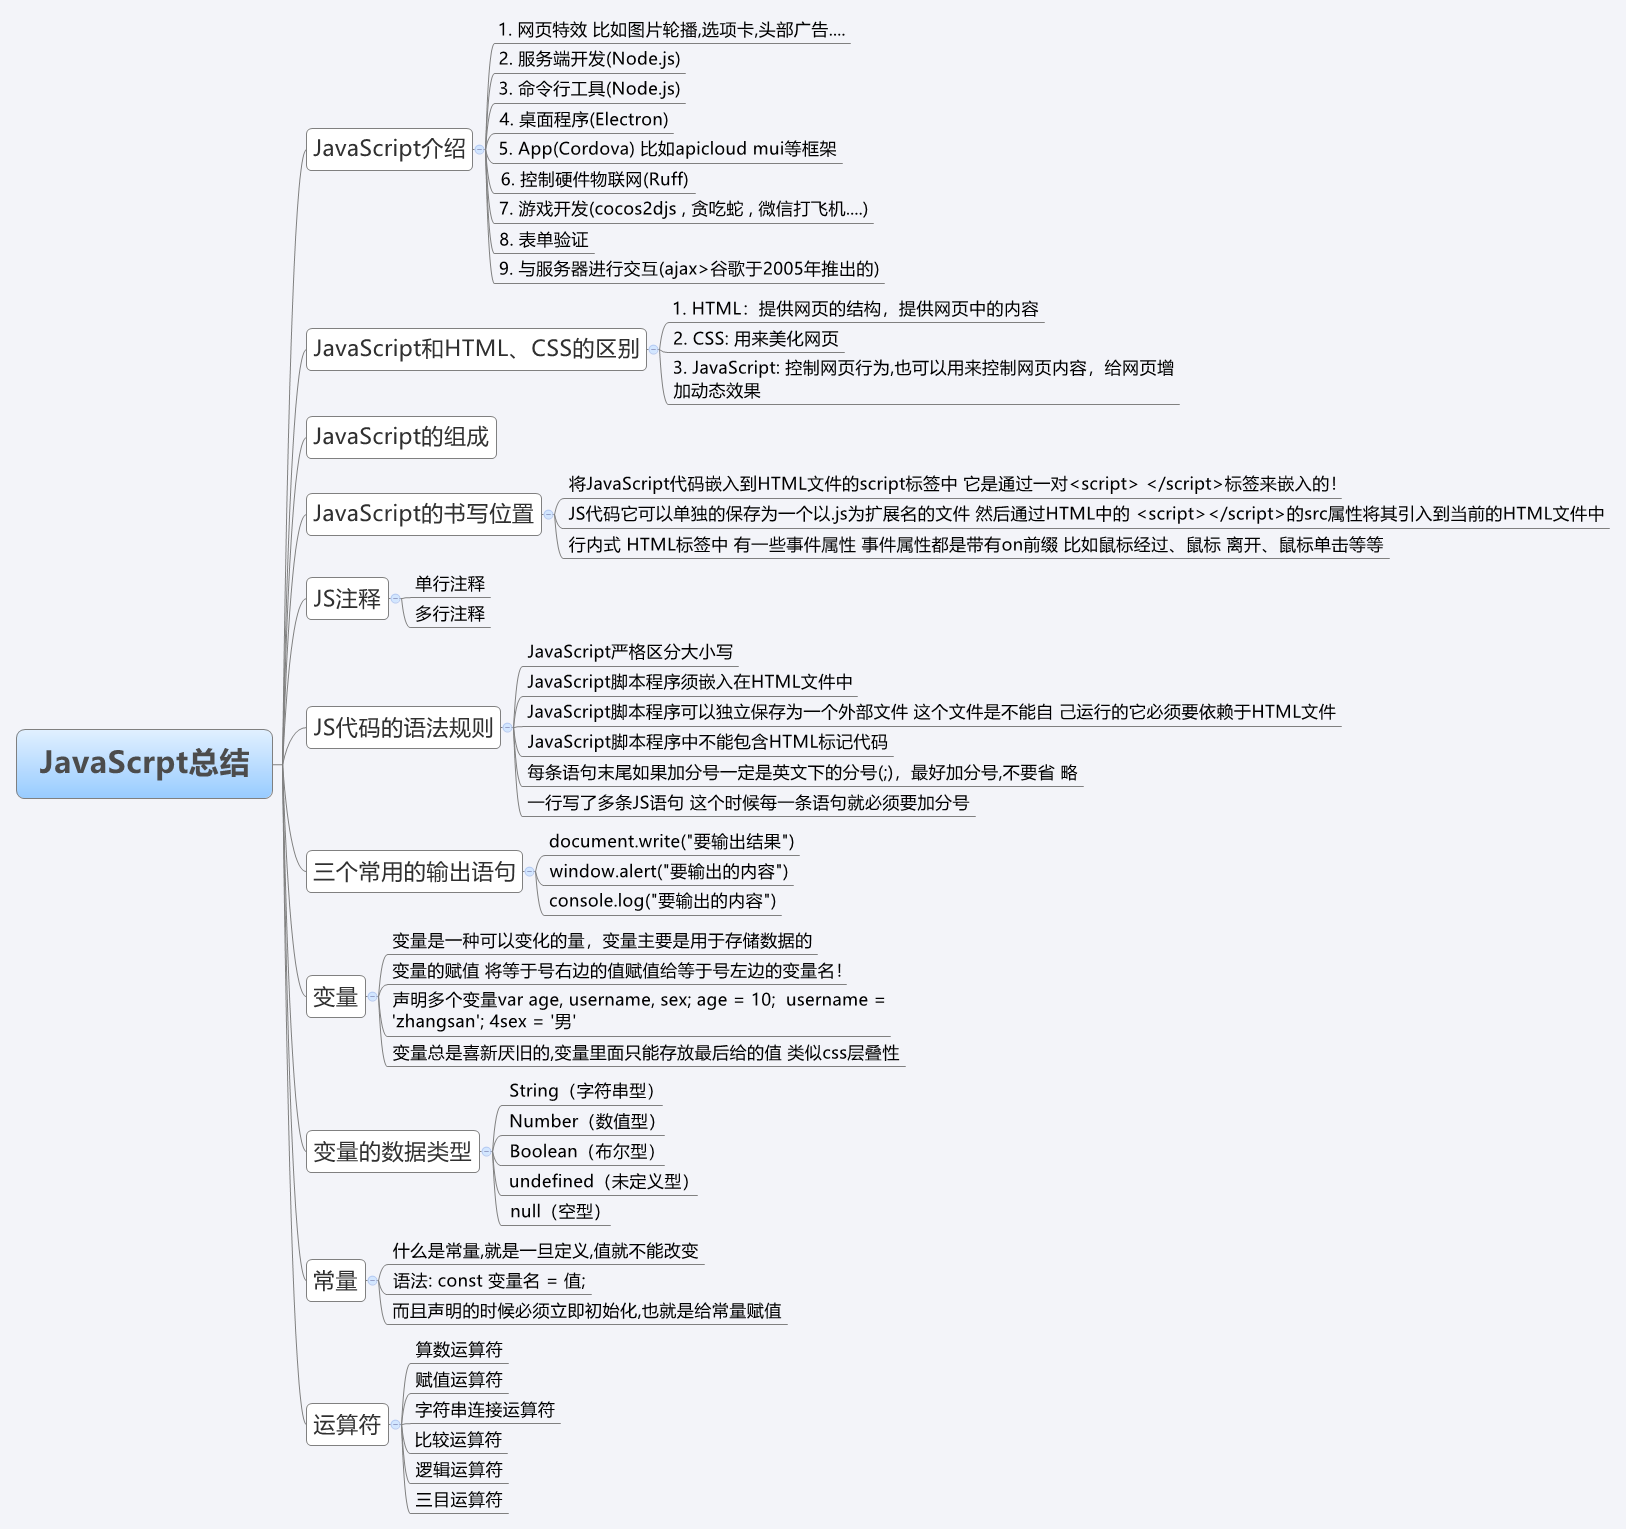 JavaScrpt总结
JavaScript介绍
1. 网页特效 比如图片轮播,选项卡,头部广告....
2. 服务端开发(Node.js)
3. 命令行工具(Node.js)
4. 桌面程序(Electron)
5. App(Cordova) 比如apicloud mui等框架
6. 控制硬件物联网(Ruff)
7. 游戏开发(cocos2djs , 贪吃蛇 , 微信打飞机....)
8. 表单验证
9. 与服务器进行交互(ajax>谷歌于2005年推出的)
JavaScript和HTML、CSS的区别
1. HTML：提供网页的结构，提供网页中的内容
2. CSS: 用来美化网页
3. JavaScript: 控制网页行为,也可以用来控制网页内容，给网页增
加动态效果
JavaScript的组成
JavaScript的书写位置
将JavaScript代码嵌入到HTML文件的script标签中 它是通过一对<script> </script>标签来嵌入的！
JS代码它可以单独的保存为一个以.js为扩展名的文件 然后通过HTML中的 <script></script>的src属性将其引入到当前的HTML文件中
行内式 HTML标签中 有一些事件属性 事件属性都是带有on前缀 比如鼠标经过、鼠标 离开、鼠标单击等等
JS注释
单行注释
多行注释
JS代码的语法规则
JavaScript严格区分大小写
JavaScript脚本程序须嵌入在HTML文件中
JavaScript脚本程序可以独立保存为一个外部文件 这个文件是不能自 己运行的它必须要依赖于HTML文件
JavaScript脚本程序中不能包含HTML标记代码
每条语句末尾如果加分号一定是英文下的分号(;)，最好加分号,不要省 略
一行写了多条JS语句 这个时候每一条语句就必须要加分号
三个常用的输出语句
document.write("要输出结果")
window.alert("要输出的内容")
console.log("要输出的内容")
变量
变量是一种可以变化的量，变量主要是用于存储数据的
变量的赋值 将等于号右边的值赋值给等于号左边的变量名！
声明多个变量var age, username, sex; age = 10;  username =
'zhangsan'; 4sex = '男'
变量总是喜新厌旧的,变量里面只能存放最后给的值 类似css层叠性
变量的数据类型
String（字符串型）
Number（数值型）
Boolean（布尔型）
undefined（未定义型）
null（空型）
常量
什么是常量,就是一旦定义,值就不能改变
语法: const 变量名 = 值;
而且声明的时候必须立即初始化,也就是给常量赋值
运算符
算数运算符
赋值运算符
字符串连接运算符
比较运算符
逻辑运算符
三目运算符